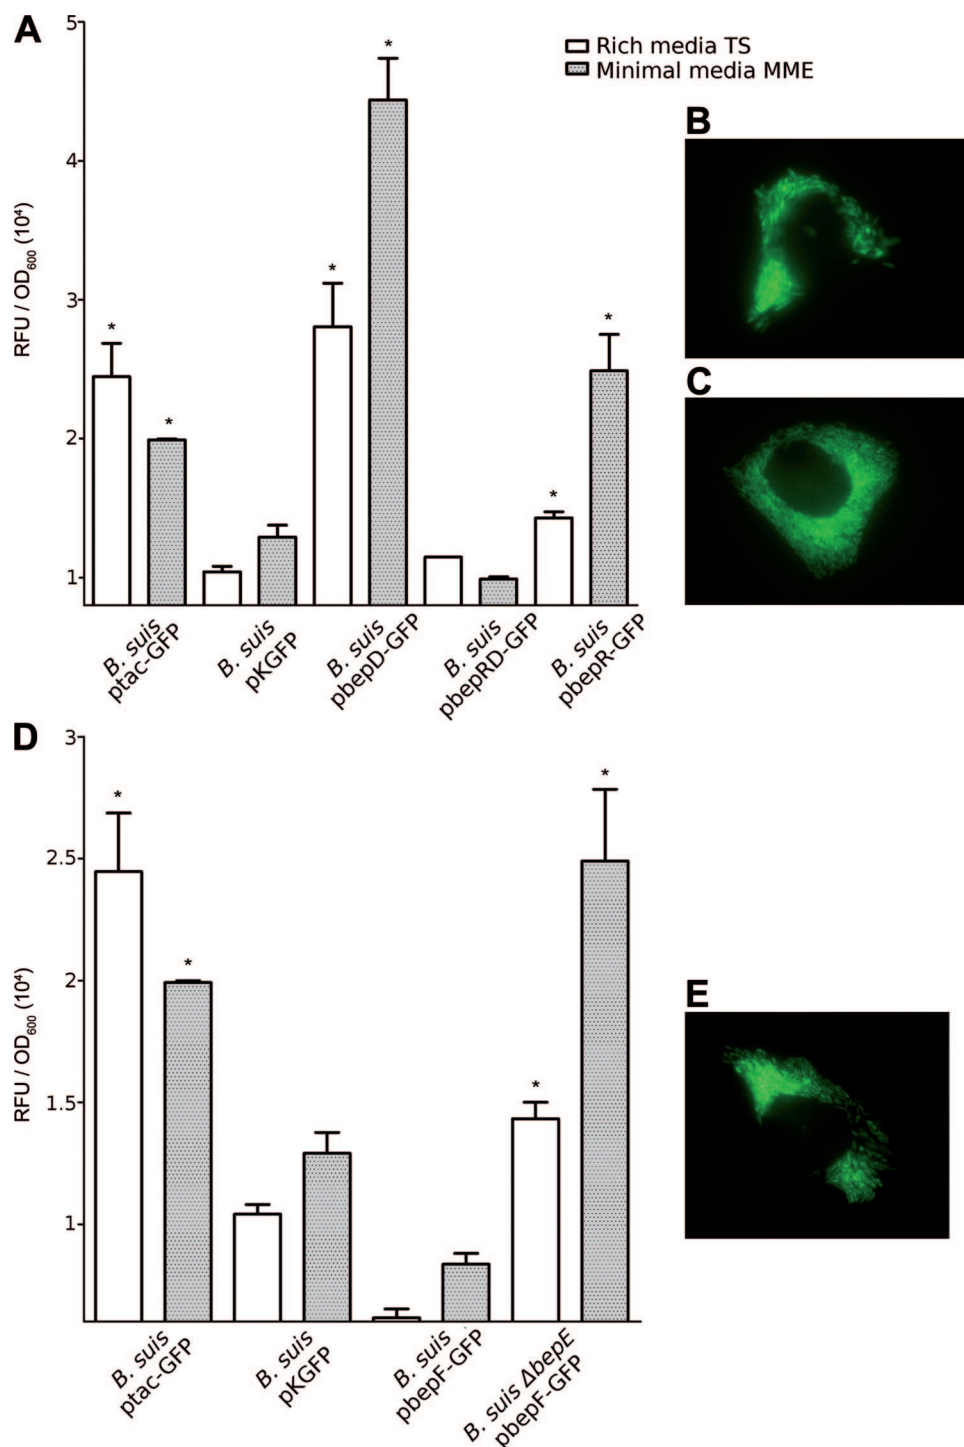 A
5
4
3
2
1
RFU / OD600 (10⁴)
Rich media TS
Minimal media MME
*
*
*
*
*
*
B. suis
ptac-GFP
B. suis
pKGFP
B. suis
pbepD-GFP
B. suis
pbepRD-GFP
B. suis
pbepR-GFP
B
C
D
3
2.5
2
1.5
1
RFU / OD600 (10⁴)
*
*
*
*
B. suis
ptac-GFP
B. suis
pKGFP
B. suis
pbepF-GFP
B. suis ΔbepE
pbepF-GFP
E